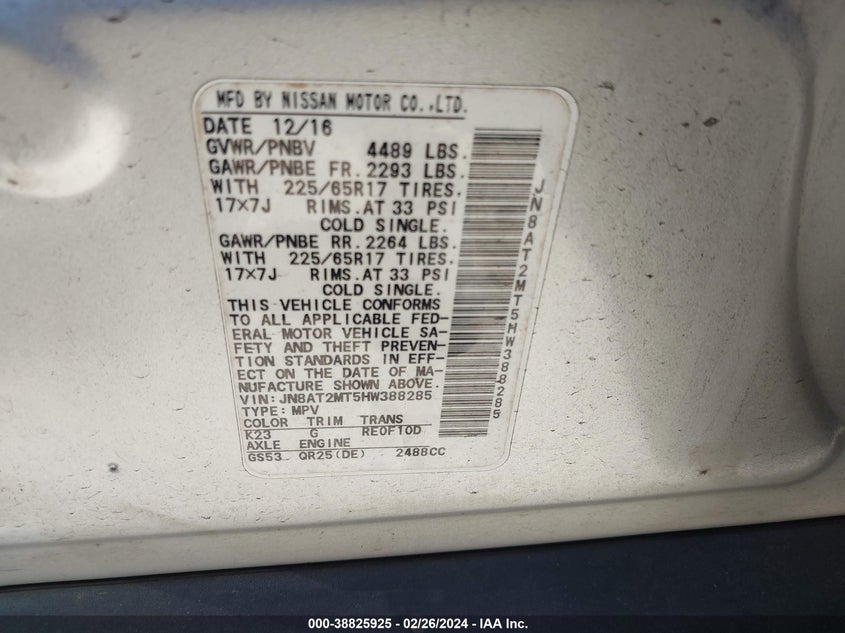 MFD BY NISSAN MOTOR CO.,LTD.
DATE 12/16
GVWR/PNBV 4489 LBS.
GAWR/PNBE FR. 2293 LBS.
WITH 225/65R17 TIRES.
17×7J RIMS.AT 33 PSI
COLD SINGLE.
GAWR/PNBE RR. 2264 LBS.
WITH 225/65R17 TIRES.
17×7J RIMS.AT 33 PSI
COLD SINGLE.
THIS VEHICLE CONFORMS
TO ALL APPLICABLE FED-
ERAL MOTOR VEHICLE SA-
FETY AND THEFT PREVEN-
TION STANDARDS IN EFF-
ECT ON THE DATE OF MA-
NUFACTURE SHOWN ABOVE.
VIN:JN8AT2MT5HW388285
TYPE:MPV
COLOR TRIM TRANS
K23 G RE0F10D
AXLE ENGINE
GS53 QR25(DE) 2488CC
JN8AT2MT5HW388285
000-38825925 - 02/26/2024 - IAA Inc.